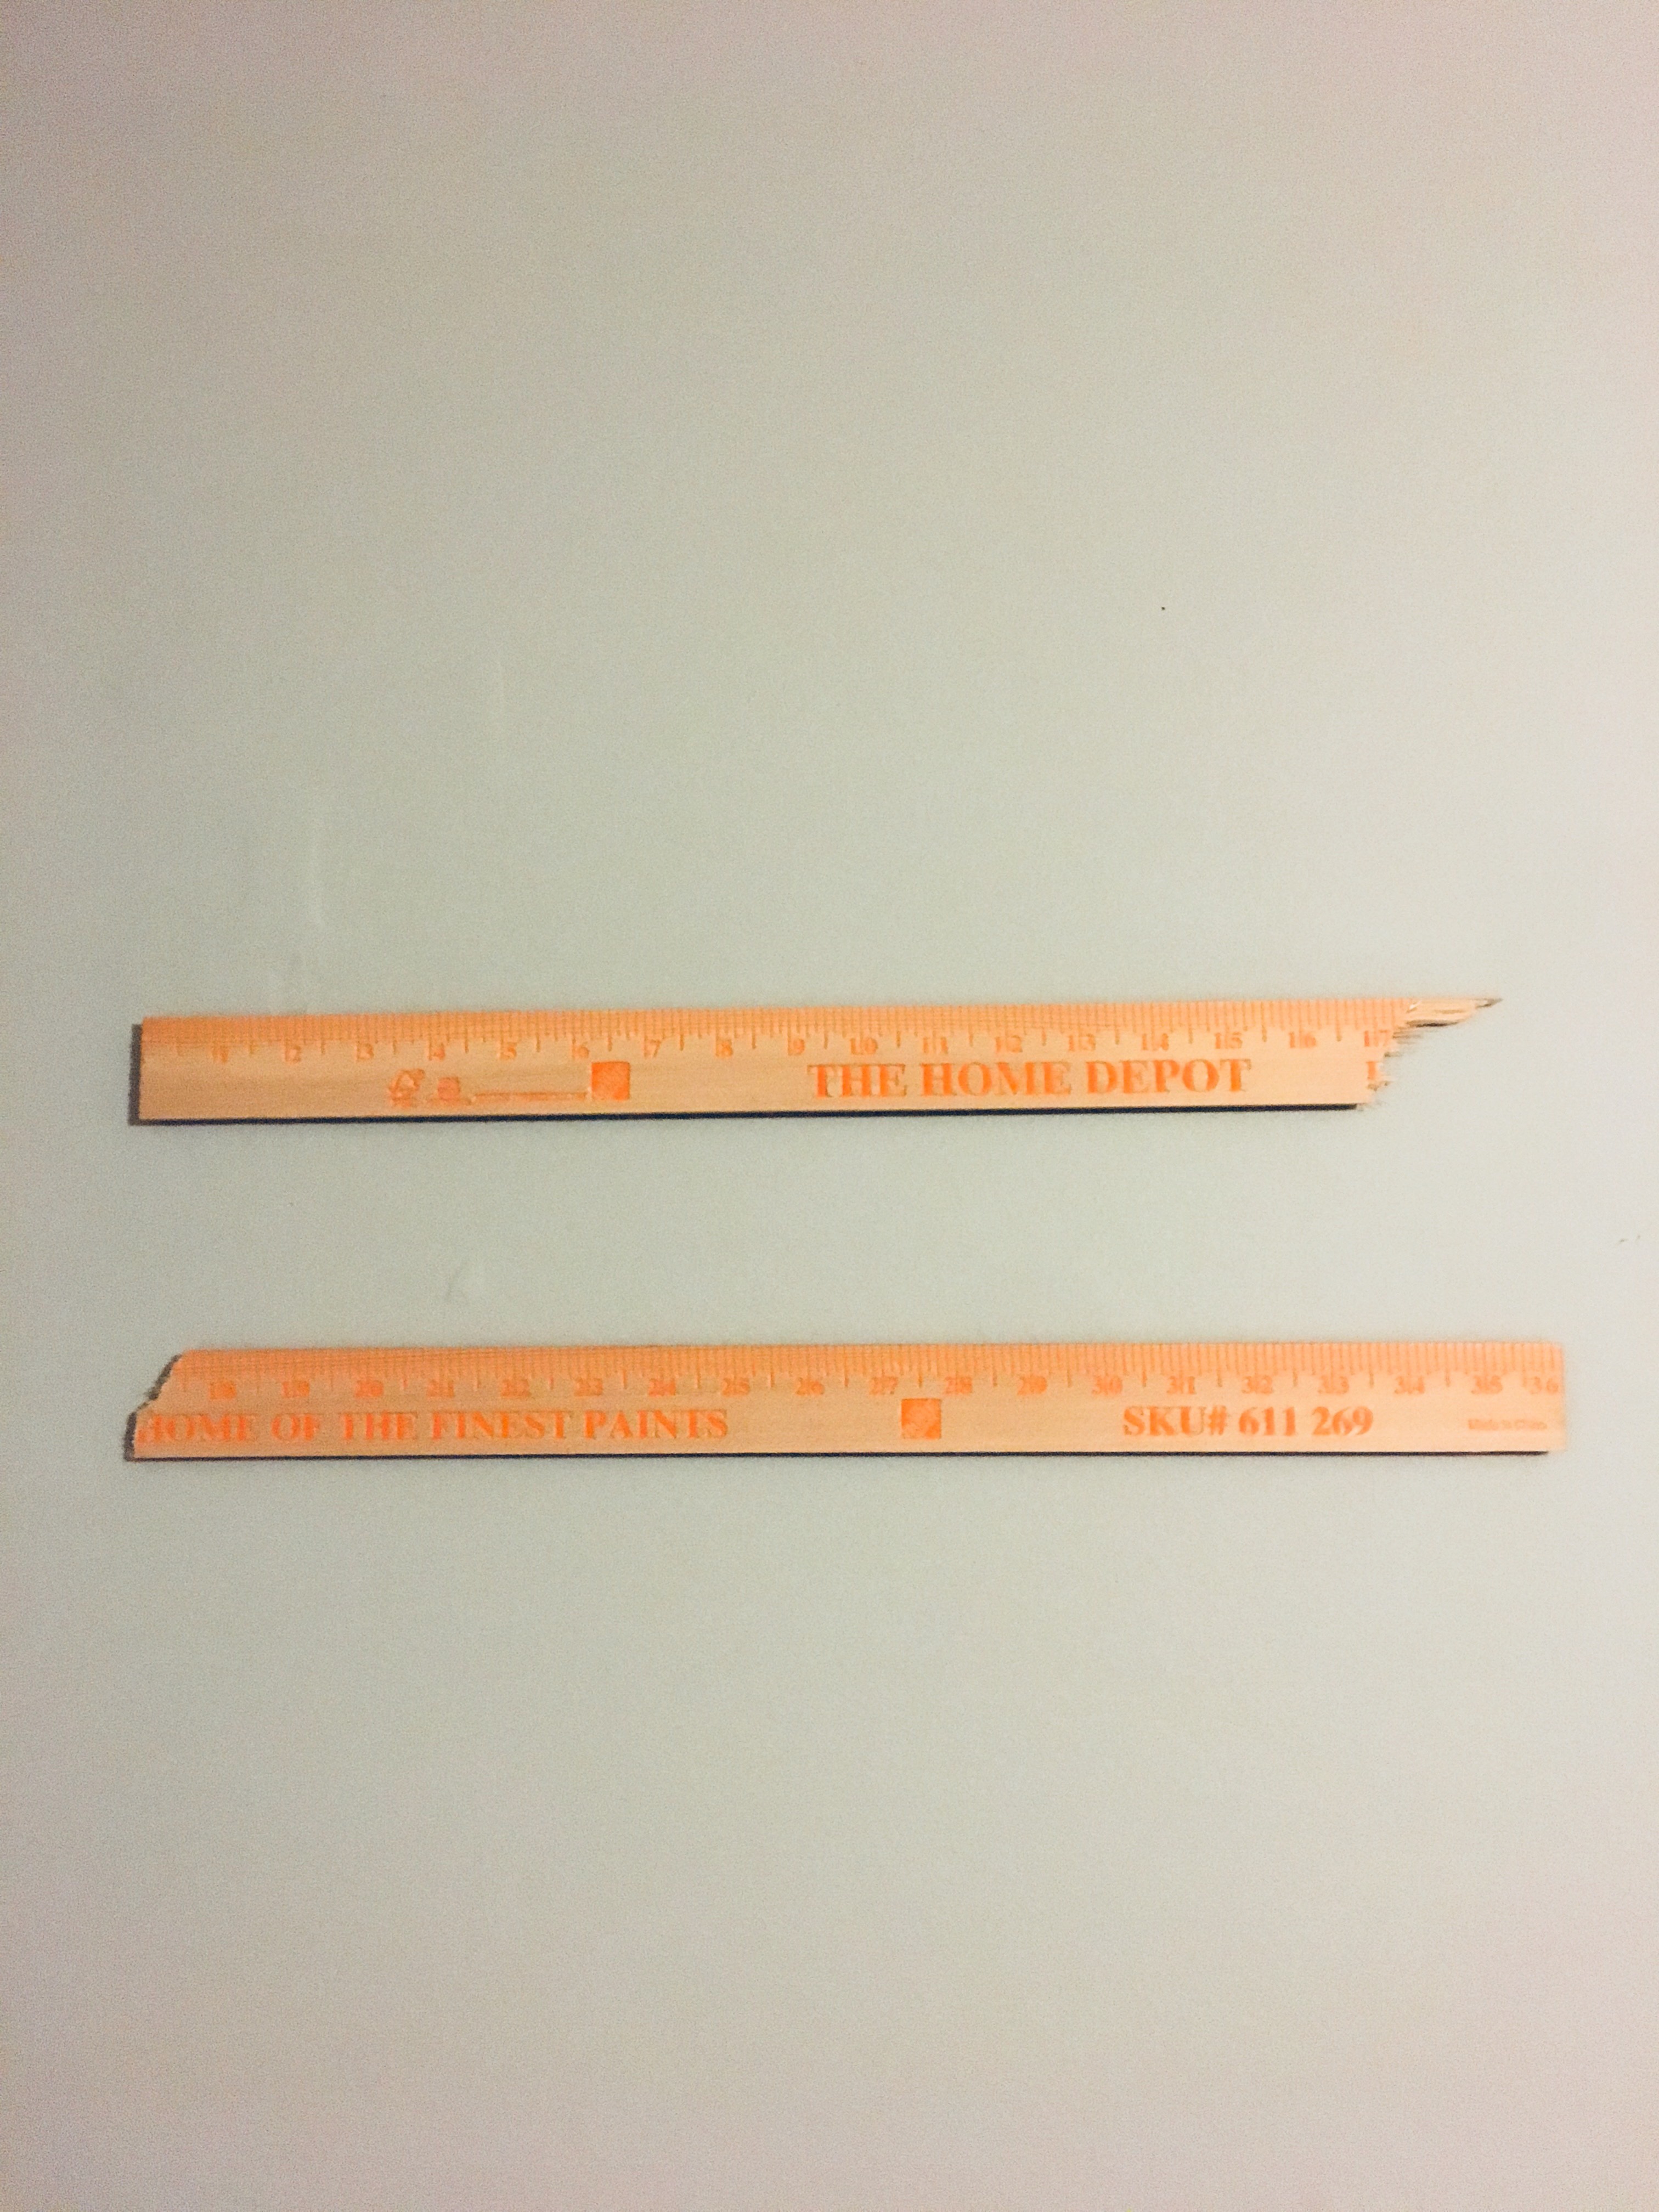 1 2 3 4 5 6 7 8 9 10 11 12 13 14 15 16 17
THE HOME DEPOT
18 19 20 21 22 23 24 25 26 27 28 29 30 31 32 33 34 35 36
HOME OF THE FINEST PAINTS SKU# 611 269